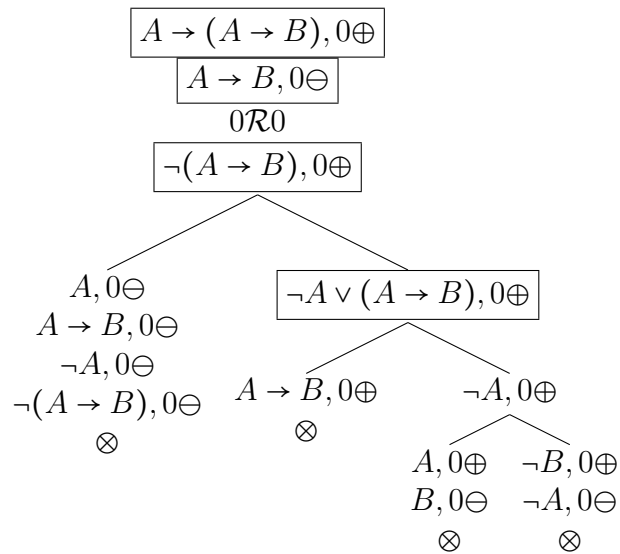 A → (A → B), 0⊕
A → B, 0⊖
0ℛ0
¬(A → B), 0⊕
A, 0⊖
A → B, 0⊖
¬A, 0⊖
¬(A → B), 0⊖
⊗
¬A ∨ (A → B), 0⊕
A → B, 0⊕
⊗
¬A, 0⊕
A, 0⊕
B, 0⊖
⊗
¬B, 0⊕
¬A, 0⊖
⊗